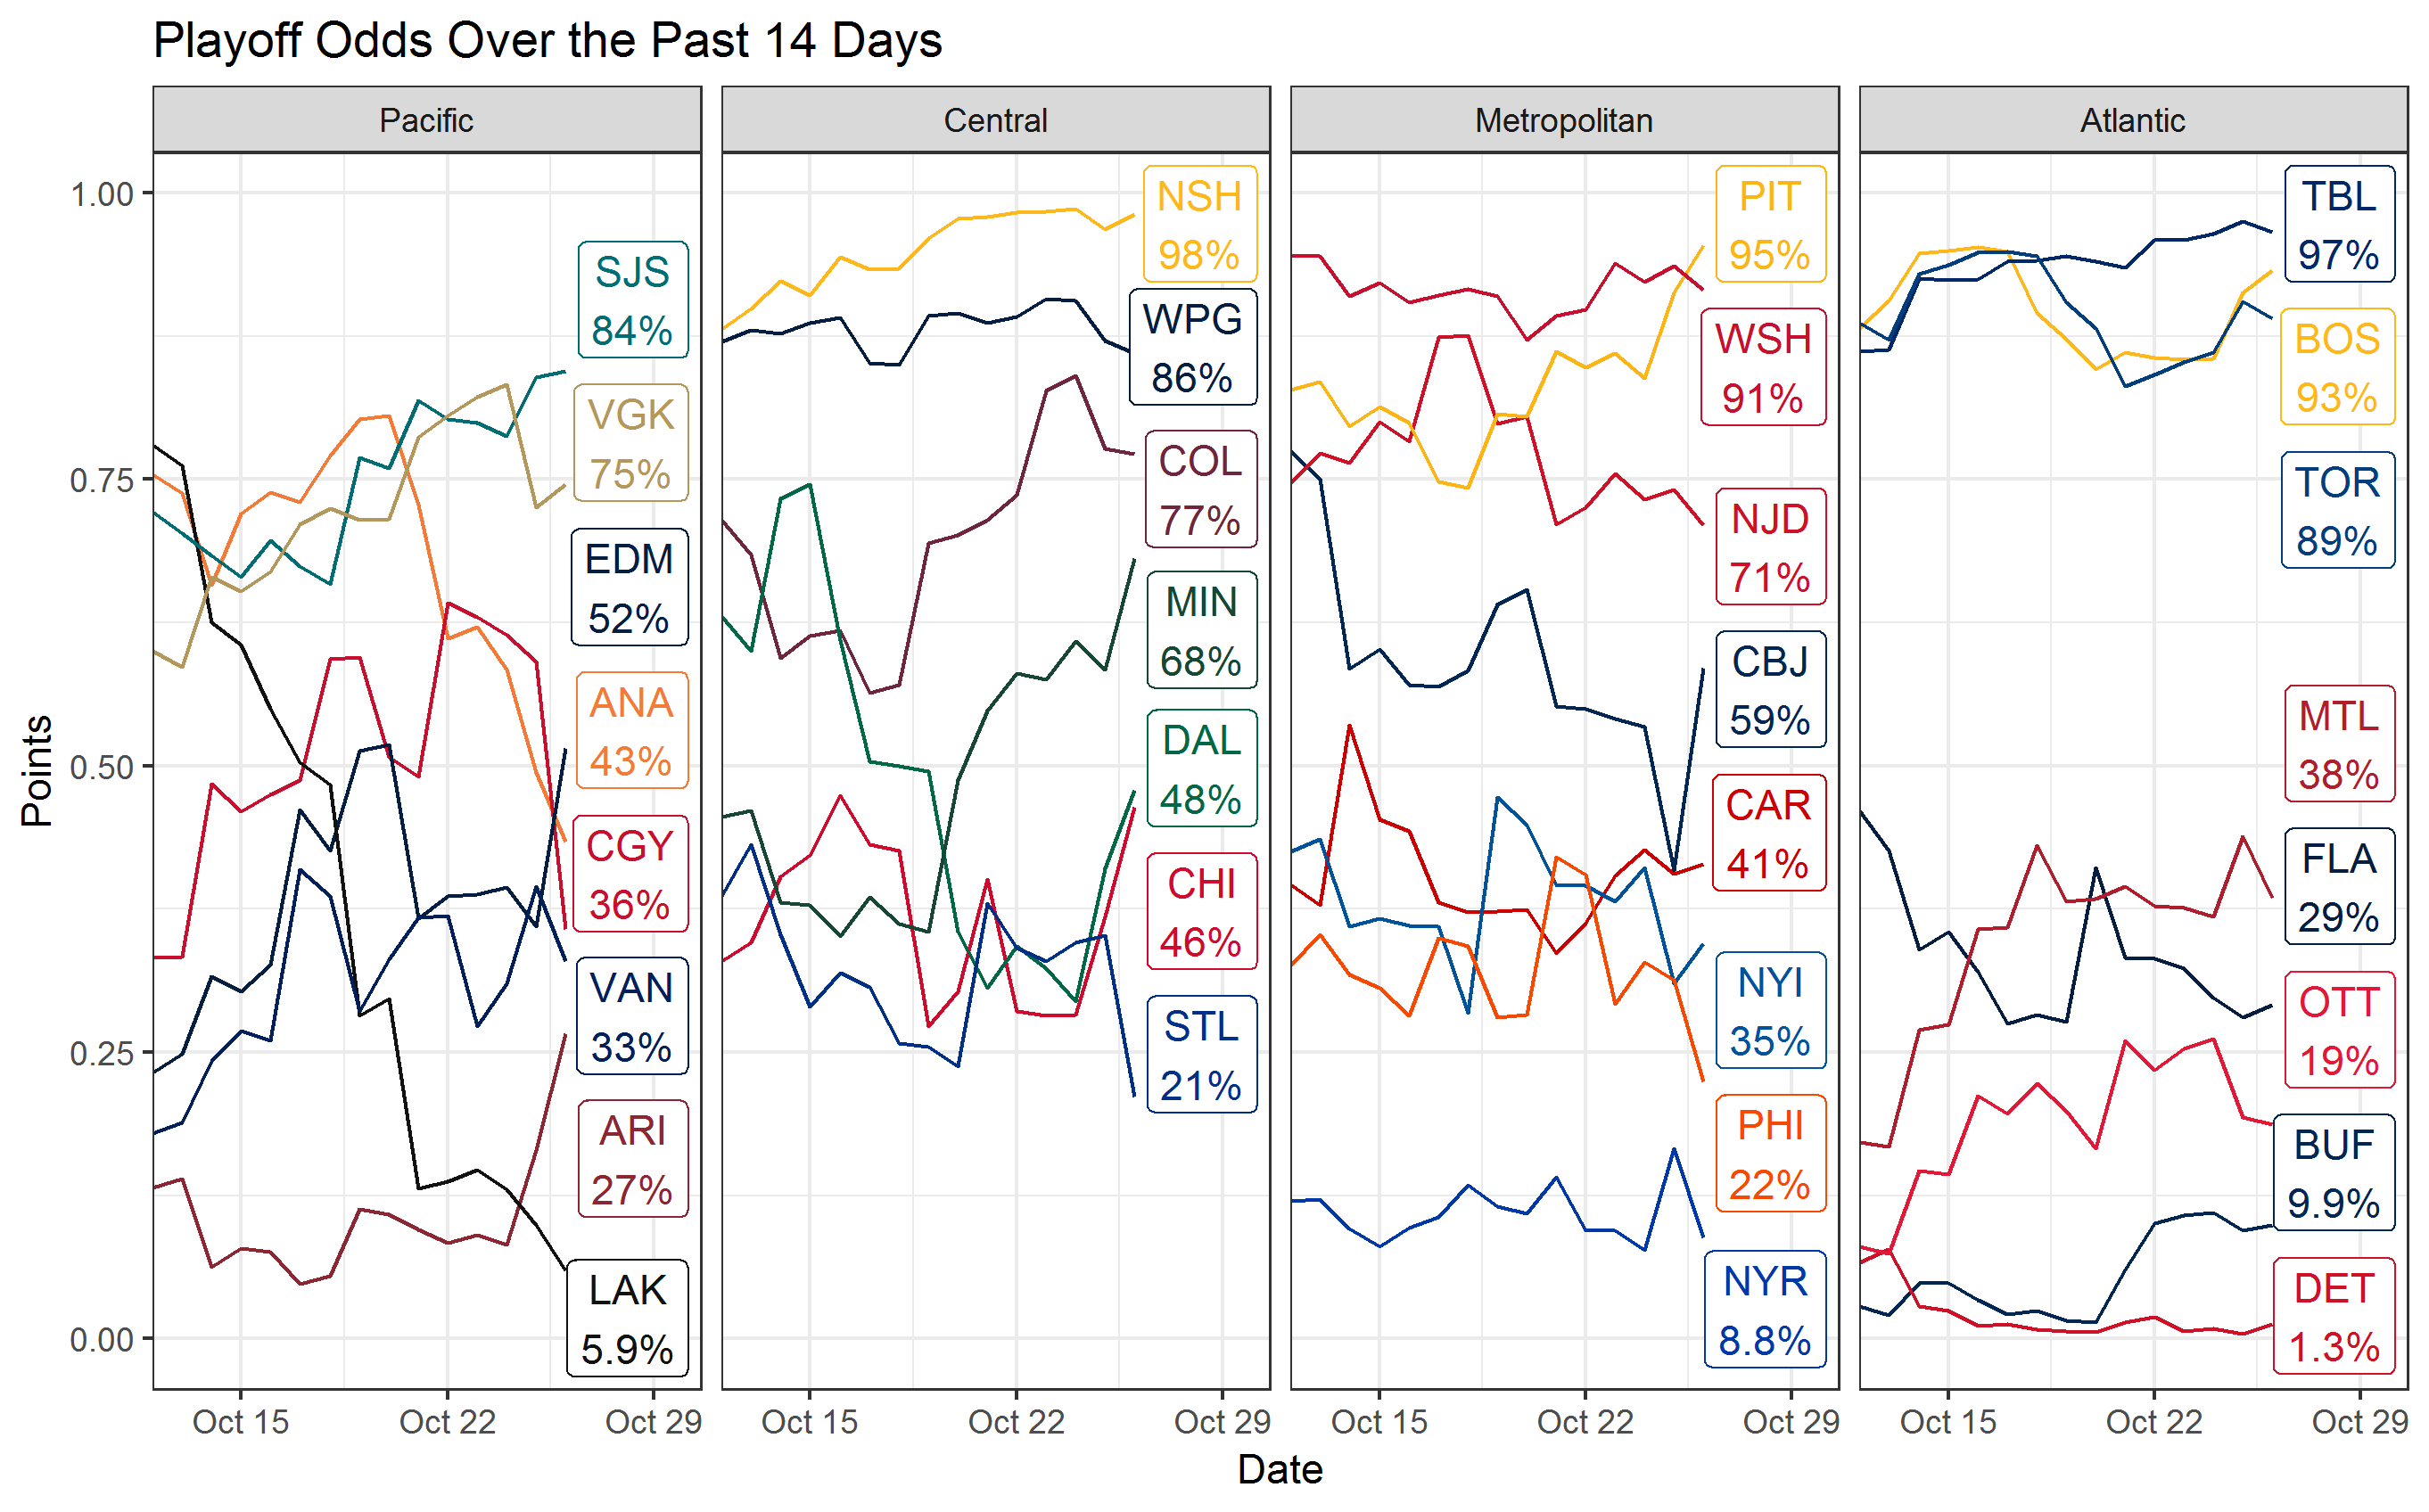 Playoff Odds Over the Past 14 Days
Pacific
Central
Metropolitan
Atlantic
Points
1.00
0.75
0.50
0.25
0.00
SJS
84%
VGK
75%
EDM
52%
ANA
43%
CGY
36%
VAN
33%
ARI
27%
LAK
5.9%
NSH
98%
WPG
86%
COL
77%
MIN
68%
DAL
48%
CHI
46%
STL
21%
PIT
95%
WSH
91%
NJD
71%
CBJ
59%
CAR
41%
NYI
35%
PHI
22%
NYR
8.8%
TBL
97%
BOS
93%
TOR
89%
MTL
38%
FLA
29%
OTT
19%
BUF
9.9%
DET
1.3%
Oct 15 Oct 22 Oct 29
Oct 15 Oct 22 Oct 29
Oct 15 Oct 22 Oct 29
Oct 15 Oct 22 Oct 29
Date